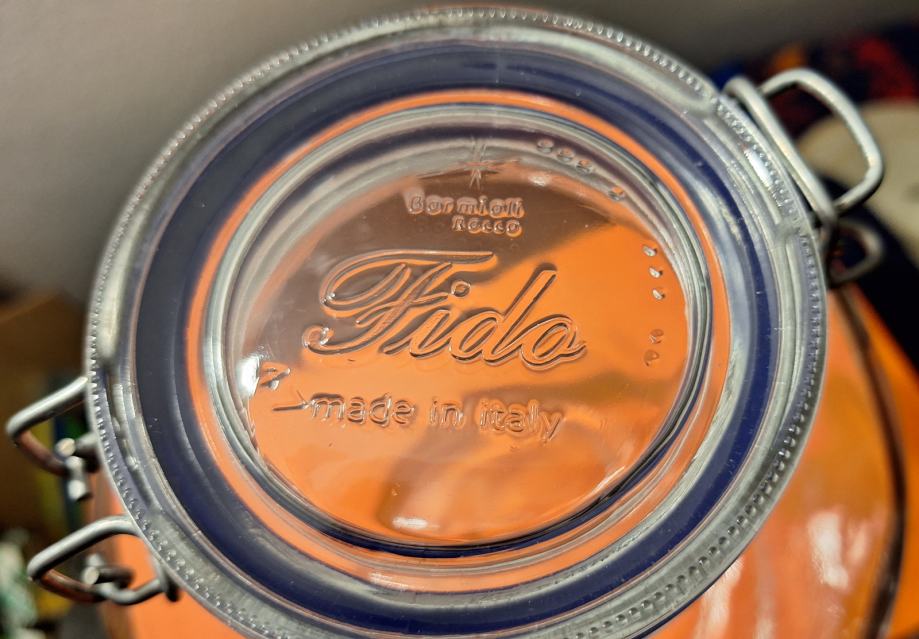 Bormioli
Rocco
Fido
made in italy